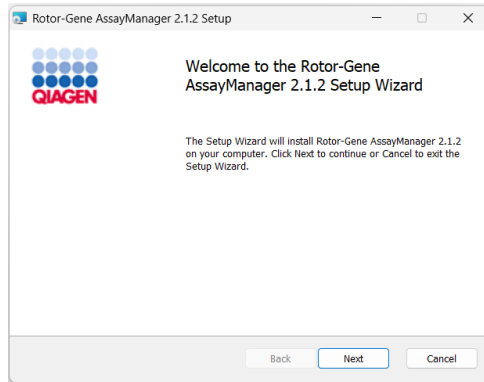 Rotor-Gene AssayManager 2.1.2 Setup
QIAGEN
Welcome to the Rotor-Gene
AssayManager 2.1.2 Setup Wizard
The Setup Wizard will install Rotor-Gene AssayManager 2.1.2
on your computer. Click Next to continue or Cancel to exit the
Setup Wizard.
Back Next Cancel